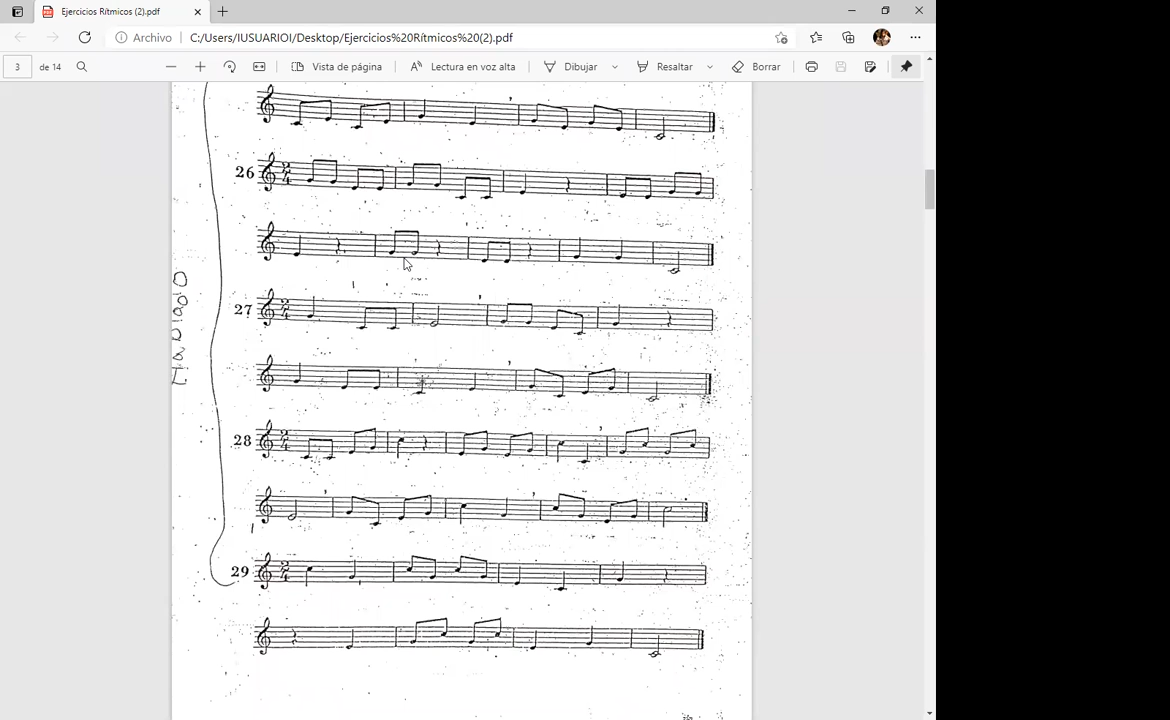 Ejercicios Rítmicos (2).pdf
Archivo C:/Users/IUSUARIOI/Desktop/Ejercicios%20Rítmicos%20(2).pdf
3 de 14 Vista de página Lectura en voz alta Dibujar Resaltar Borrar
26
Hablado
27
28
29